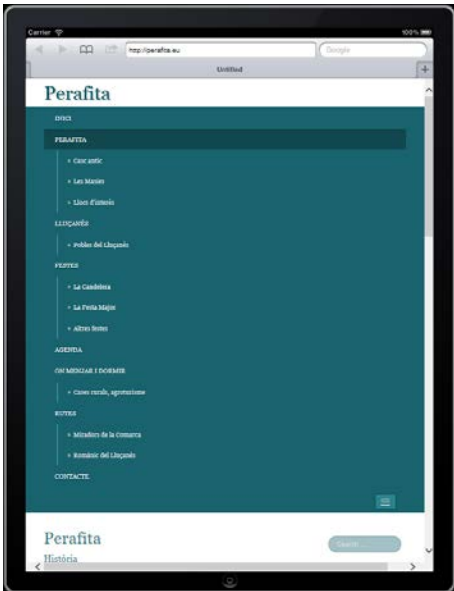 Carrier
100%
http://perafita.eu
Google
Untitled
Perafita
INICI
PERAFITA
Casc antic
Les Masies
Llocs d'interès
LLUÇANÈS
Pobles del Lluçanès
FESTES
La Candelera
La Festa Major
Altres festes
AGENDA
ON MENJAR I DORMIR
Cases rurals, agroturisme
RUTES
Miradors de la Comarca
Romànic del Lluçanès
CONTACTE
Perafita
Search ...
Història